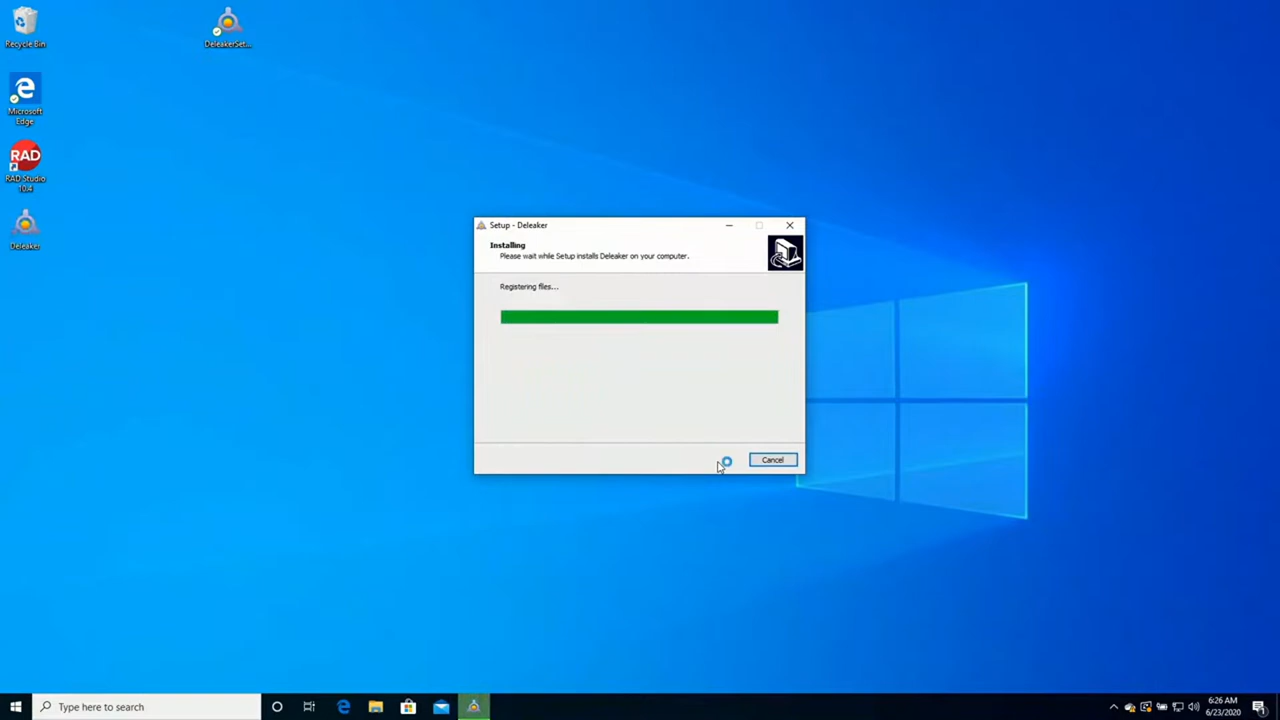 Recycle Bin
DeleakerSet...
Microsoft
Edge
RAD
RAD Studio
10.4
Deleaker
Setup - Deleaker
Installing
Please wait while Setup installs Deleaker on your computer.
Registering files...
Cancel
Type here to search
6:26 AM
6/23/2020
1